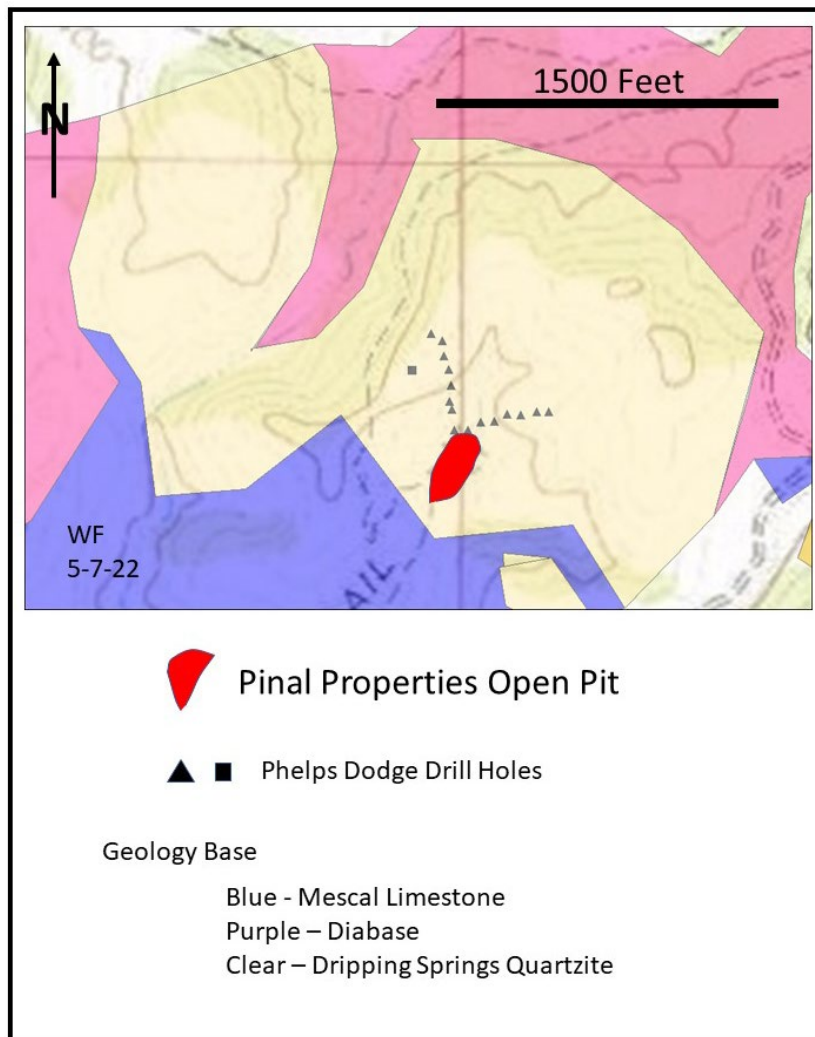 1500 Feet
N
WF
5-7-22
AIL
Pinal Properties Open Pit
Phelps Dodge Drill Holes
Geology Base
Blue - Mescal Limestone
Purple – Diabase
Clear – Dripping Springs Quartzite